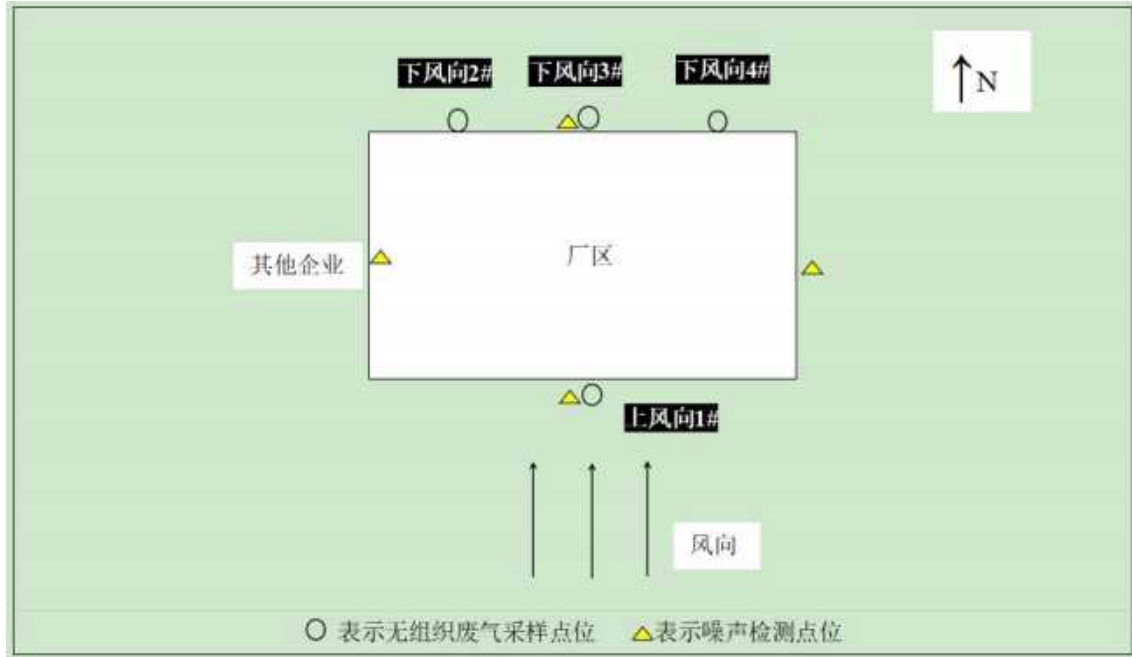 下风向2# 下风向3# 下风向4#
N
其他企业
厂区
上风向1#
风向
表示无组织废气采样点位 表示噪声检测点位